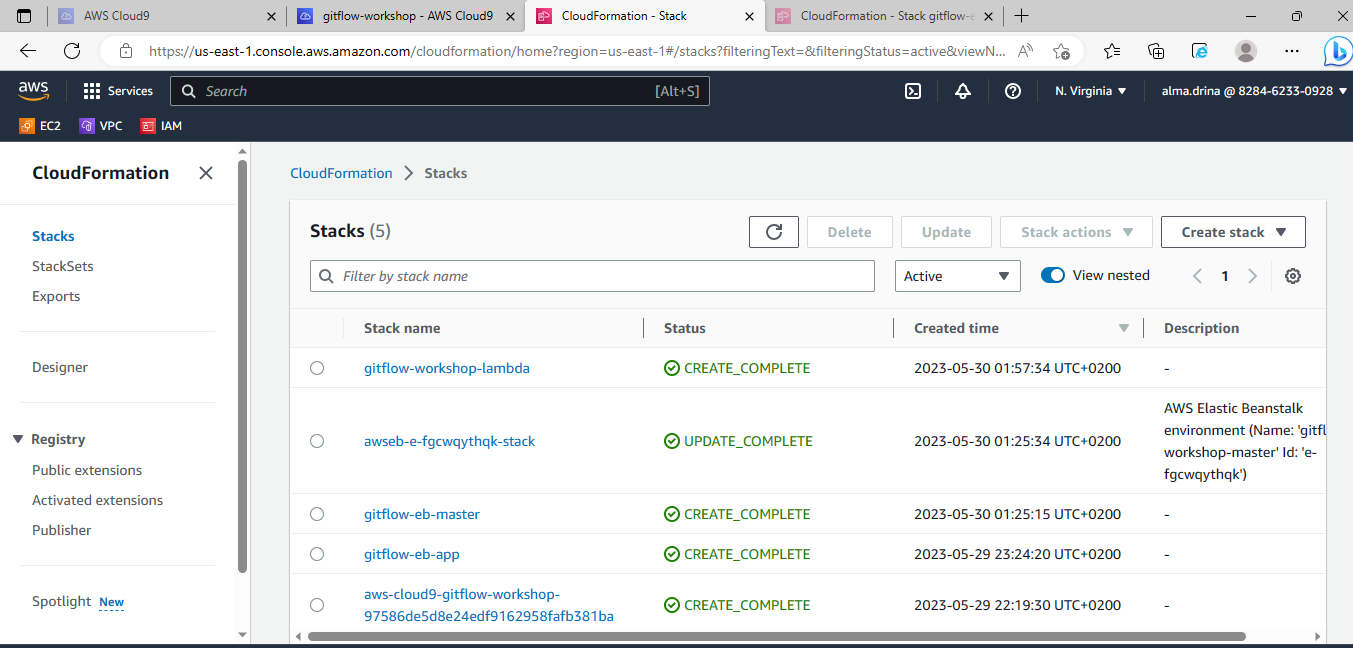 AWS Cloud9
gitflow-workshop - AWS Cloud9
CloudFormation - Stack
CloudFormation - Stack gitflow-e
https://us-east-1.console.aws.amazon.com/cloudformation/home?region=us-east-1#/stacks?filteringText=&filteringStatus=active&viewN...
aws
Services
Search
[Alt+S]
N. Virginia
alma.drina @ 8284-6233-0928
EC2
VPC
IAM
CloudFormation
Stacks
StackSets
Exports
Designer
Registry
Public extensions
Activated extensions
Publisher
Spotlight New
CloudFormation > Stacks
Stacks (5)
Delete
Update
Stack actions
Create stack
Filter by stack name
Active
View nested
1
Stack name Status Created time Description
gitflow-workshop-lambda CREATE_COMPLETE 2023-05-30 01:57:34 UTC+0200 -
awseb-e-fgcwqythqk-stack UPDATE_COMPLETE 2023-05-30 01:25:34 UTC+0200
AWS Elastic Beanstalk
environment (Name: 'gitfl
workshop-master' Id: 'e-
fgcwqythqk')
gitflow-eb-master CREATE_COMPLETE 2023-05-30 01:25:15 UTC+0200 -
gitflow-eb-app CREATE_COMPLETE 2023-05-29 23:24:20 UTC+0200 -
aws-cloud9-gitflow-workshop-
97586de5d8e24edf9162958fafb381ba
CREATE_COMPLETE 2023-05-29 22:19:30 UTC+0200 -